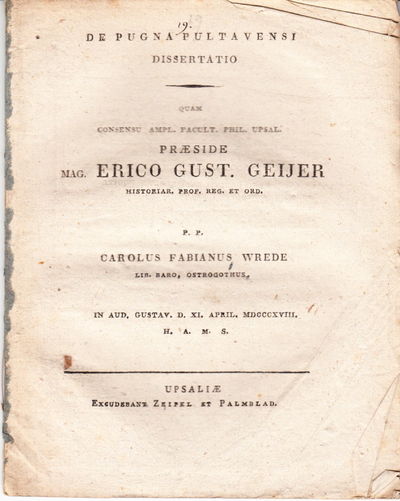 19.
DE PUGNA PULTAVENSI
DISSERTATIO
QUAM
CONSENSU AMPL. FACULT. PHIL. UPSAL.
PRÆSIDE
MAG. ERICO GUST. GEIJER
HISTORIAR. PROF. REG. ET ORD.
P. P.
CAROLUS FABIANUS WREDE
LIB. BARO, OSTROGOTHUS.
IN AUD. GUSTAV. D. XI. APRIL. MDCCCXVIII.
H. A. M. S.
UPSALIÆ
EXCUDEBANT ZEIPEL ET PALMBLAD.